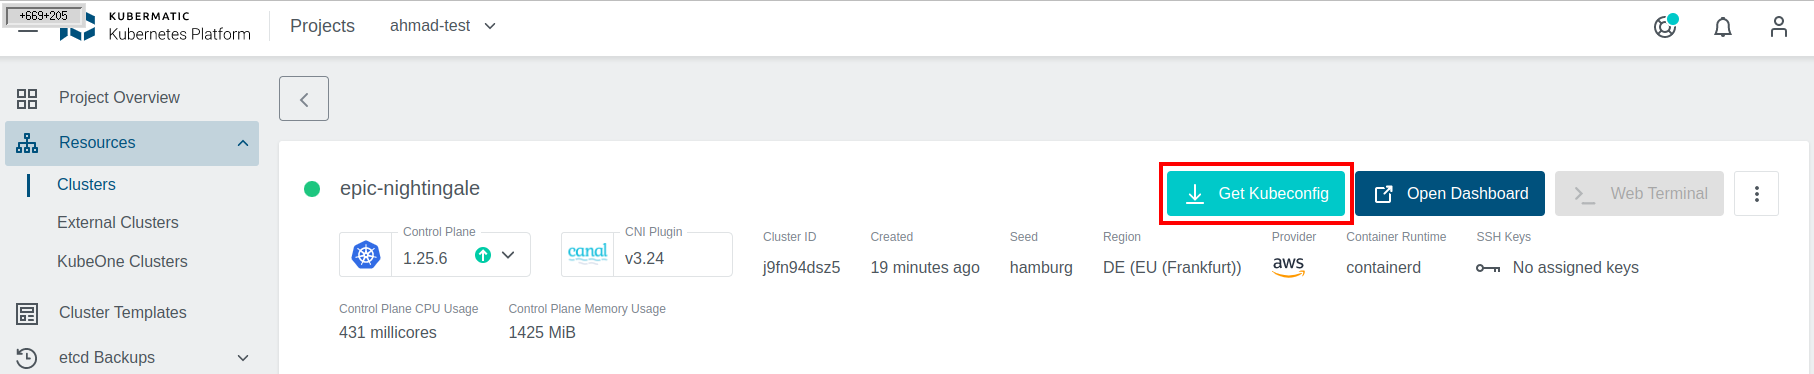 +669+205
KUBERMATIC
Kubernetes Platform
Projects
ahmad-test
Project Overview
Resources
Clusters
External Clusters
KubeOne Clusters
Cluster Templates
etcd Backups
epic-nightingale
Get Kubeconfig
Open Dashboard
Web Terminal
Control Plane
1.25.6
canal
CNI Plugin
v3.24
Cluster ID
j9fn94dsz5
Created
19 minutes ago
Seed
hamburg
Region
DE (EU (Frankfurt))
Provider
aws
Container Runtime
containerd
SSH Keys
No assigned keys
Control Plane CPU Usage
431 millicores
Control Plane Memory Usage
1425 MiB